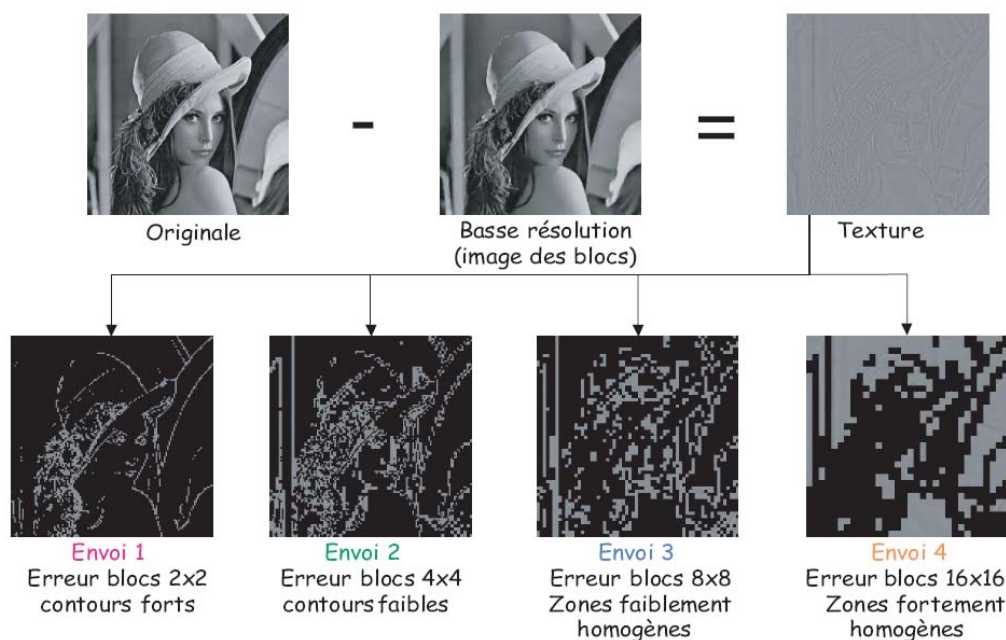 -
=
Originale
Basse résolution
(image des blocs)
Texture
Envoi 1
Erreur blocs 2x2
contours forts
Envoi 2
Erreur blocs 4x4
contours faibles
Envoi 3
Erreur blocs 8x8
Zones faiblement
homogènes
Envoi 4
Erreur blocs 16x16
Zones fortement
homogènes